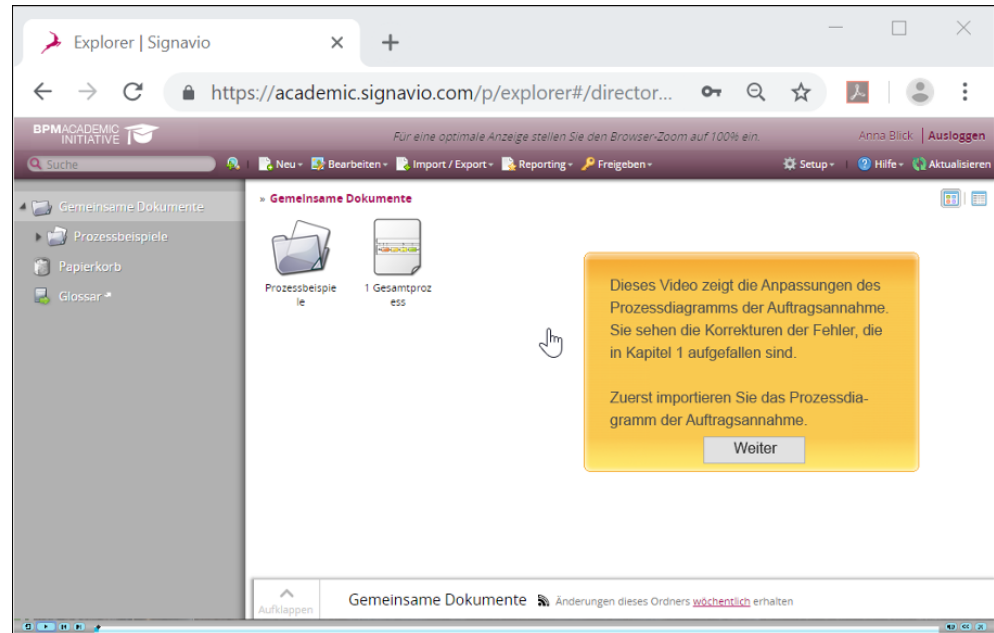 Explorer | Signavio
https://academic.signavio.com/p/explorer#/director...
BPMACADEMIC
INITIATIVE
Für eine optimale Anzeige stellen Sie den Browser-Zoom auf 100% ein.
Anna Blick | Ausloggen
Suche
Neu
Bearbeiten
Import / Export
Reporting
Freigeben
Setup
Hilfe
Aktualisieren
Gemeinsame Dokumente
Prozessbeispiele
Papierkorb
Glossar
» Gemeinsame Dokumente
Prozessbeispie
le
1 Gesamtproz
ess
Dieses Video zeigt die Anpassungen des
Prozessdiagramms der Auftragsannahme.
Sie sehen die Korrekturen der Fehler, die
in Kapitel 1 aufgefallen sind.
Zuerst importieren Sie das Prozessdia-
gramm der Auftragsannahme.
Weiter
Aufklappen
Gemeinsame Dokumente
Änderungen dieses Ordners wöchentlich erhalten